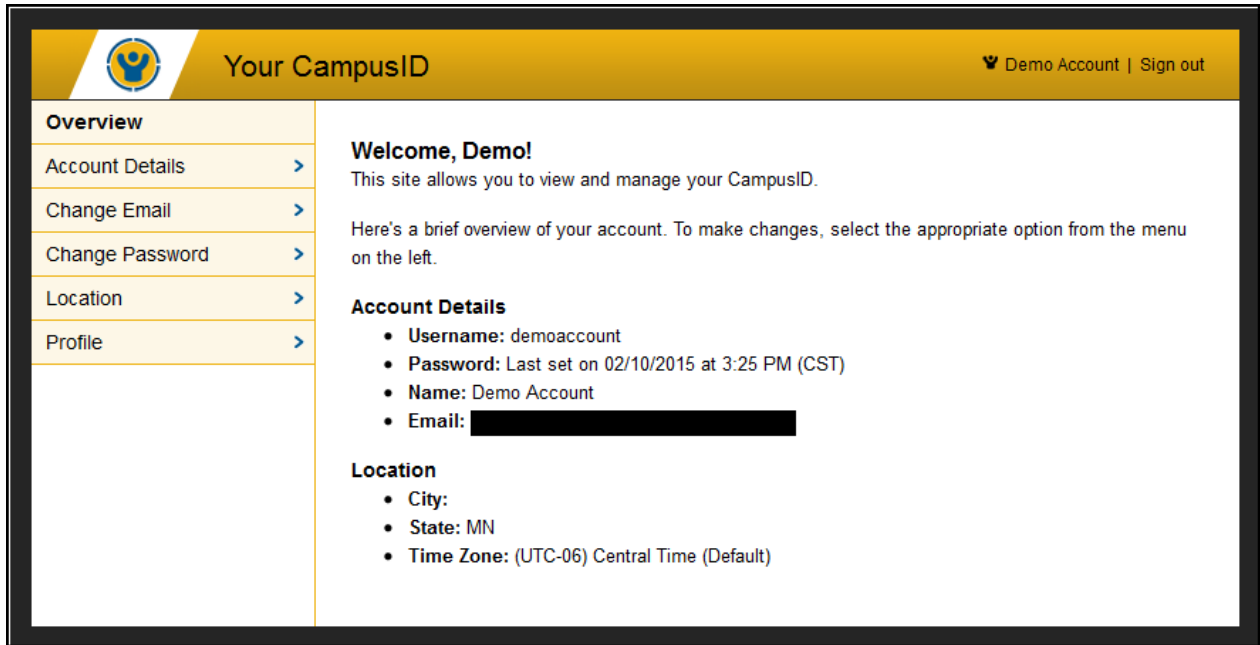 Your CampusID
Demo Account | Sign out
Overview
Account Details
Change Email
Change Password
Location
Profile
Welcome, Demo!
This site allows you to view and manage your CampusID.
Here's a brief overview of your account. To make changes, select the appropriate option from the menu
on the left.
Account Details
• Username: demoaccount
• Password: Last set on 02/10/2015 at 3:25 PM (CST)
• Name: Demo Account
• Email:
Location
• City:
• State: MN
• Time Zone: (UTC-06) Central Time (Default)